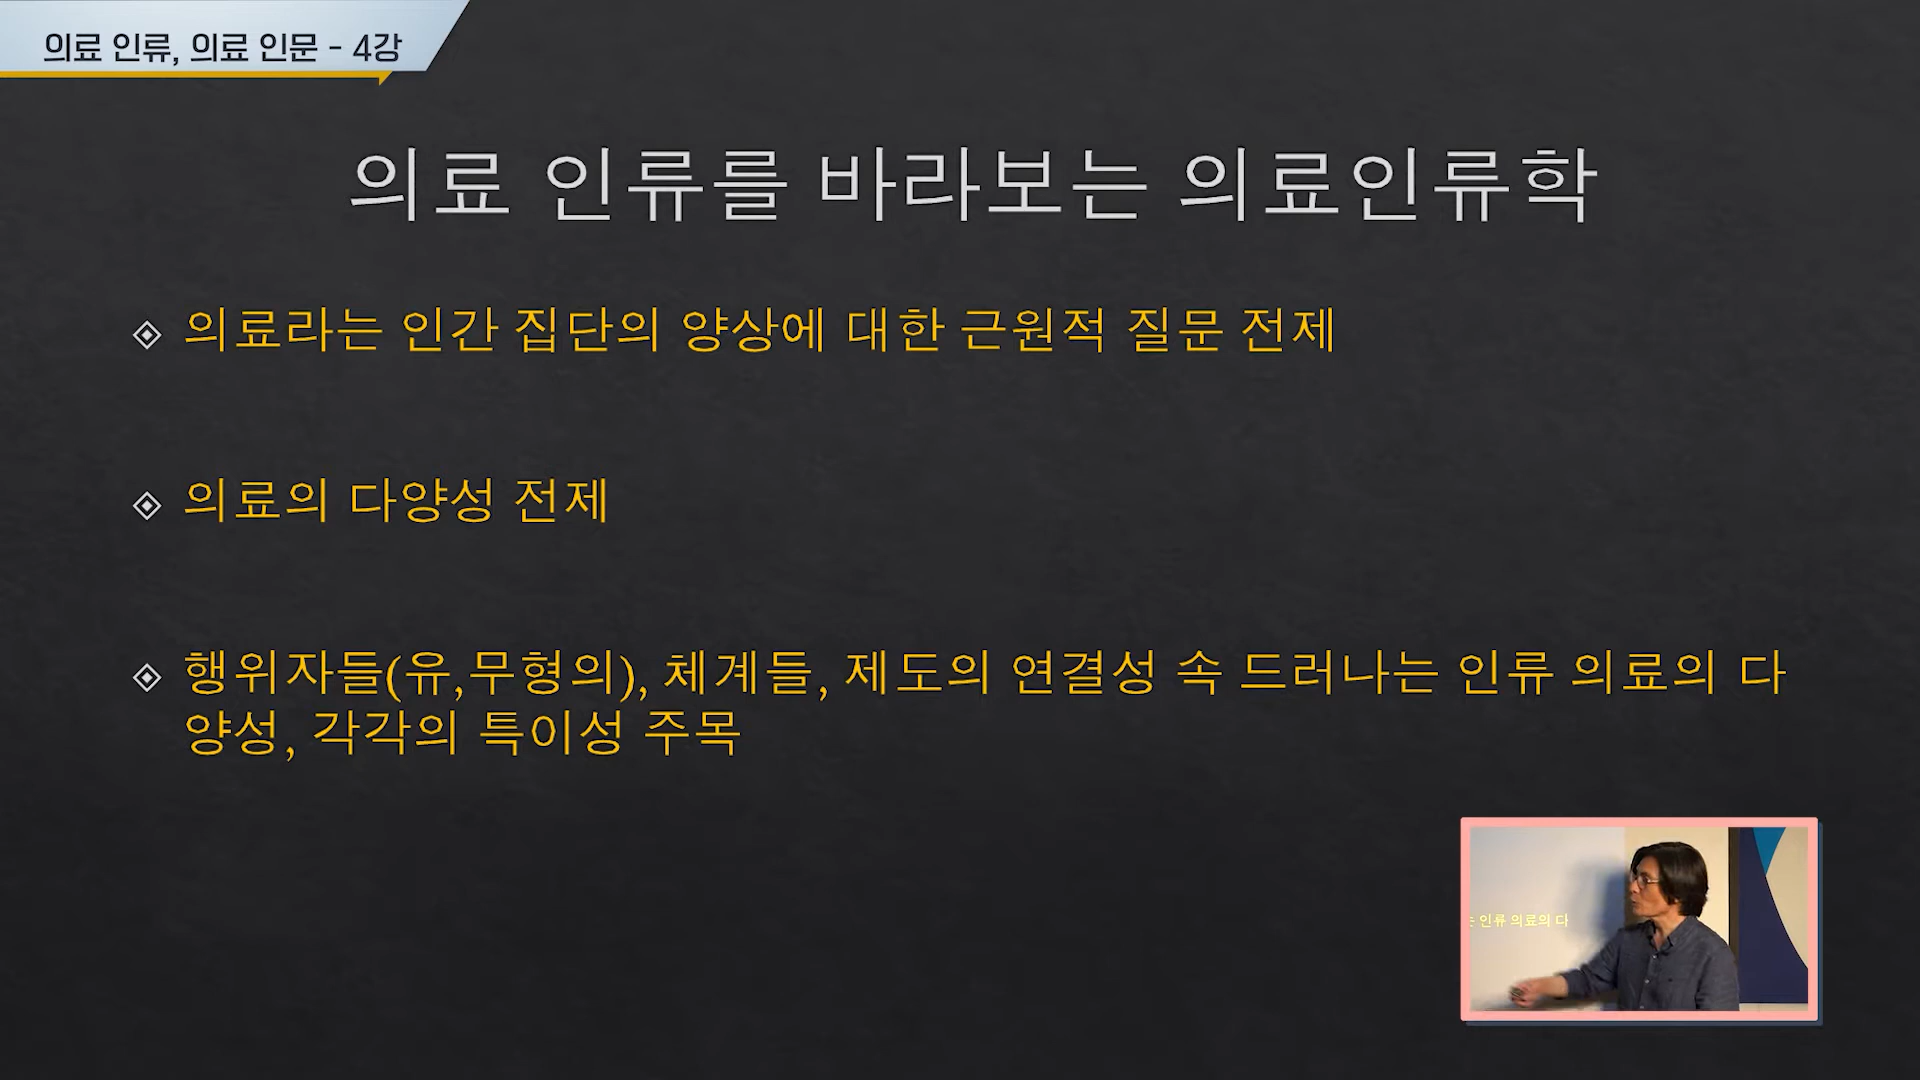 의료 인류, 의료 인문 - 4강
의료 인류를 바라보는 의료인류학
의료라는 인간 집단의 양상에 대한 근원적 질문 전제
의료의 다양성 전제
행위자들(유,무형의), 체계들, 제도의 연결성 속 드러나는 인류 의료의 다
양성, 각각의 특이성 주목
는 인류 의료의 다